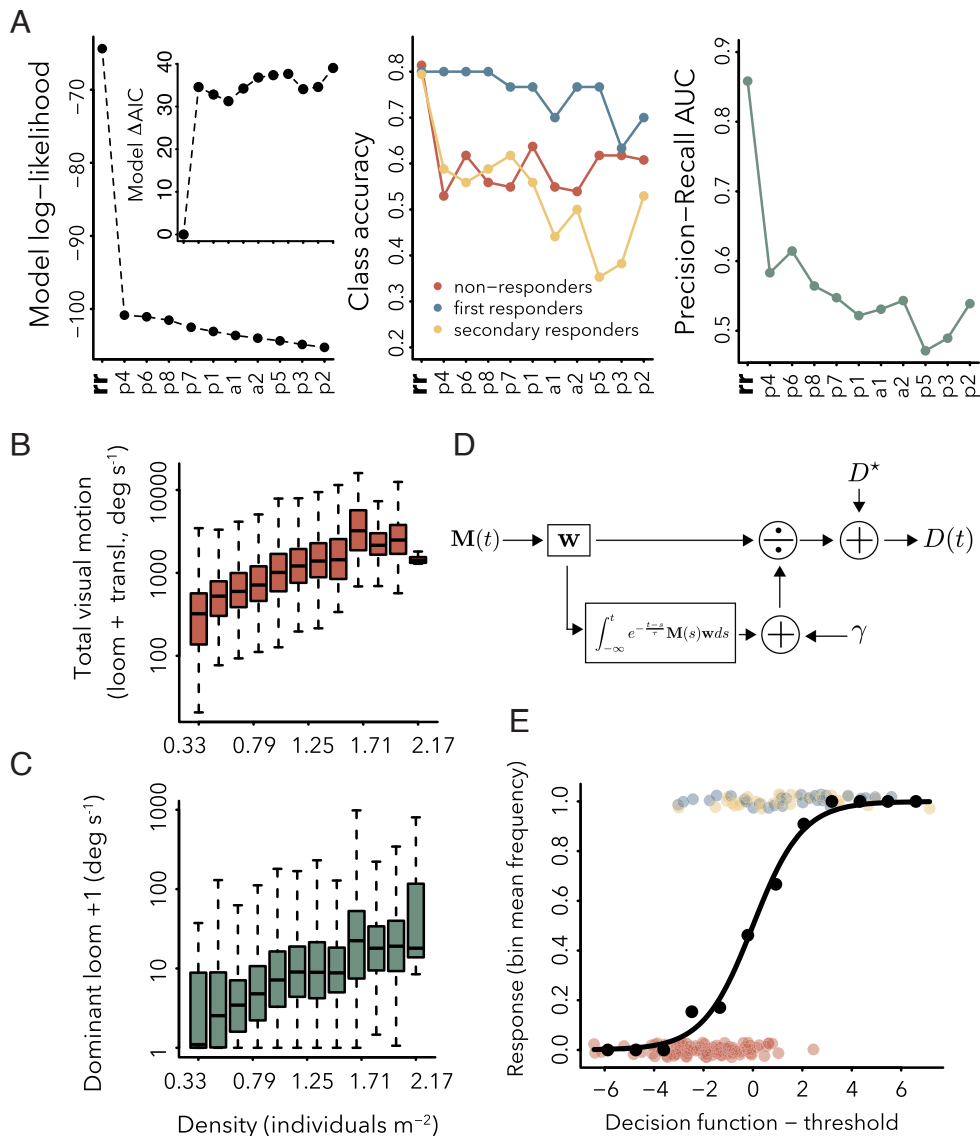 A
Model log−likelihood
−70
−80
−90
−100
rr
p4
p6
p8
p7
p1
a1
a2
p5
p3
p2
Model ΔAIC
40
30
20
10
0
Class accuracy
0.8
0.7
0.6
0.5
0.4
0.3
0.2
non−responders
first responders
secondary responders
rr
p4
p6
p8
p7
p1
a1
a2
p5
p3
p2
Precision−Recall AUC
0.9
0.8
0.7
0.6
0.5
rr
p4
p6
p8
p7
p1
a1
a2
p5
p3
p2
B
Total visual motion
(loom + transl., deg s⁻¹)
10000
1000
100
0.33 0.79 1.25 1.71 2.17
C
Dominant loom +1 (deg s⁻¹)
1000
100
10
1
0.33 0.79 1.25 1.71 2.17
Density (individuals m⁻²)
D
D⋆
M(t) w ÷ + D(t)
∫_{−∞}^{t} e^{−(t−s)/τ} M(s)wds + γ
E
Response (bin mean frequency)
1.0
0.8
0.6
0.4
0.2
0.0
−6 −4 −2 0 2 4 6
Decision function − threshold